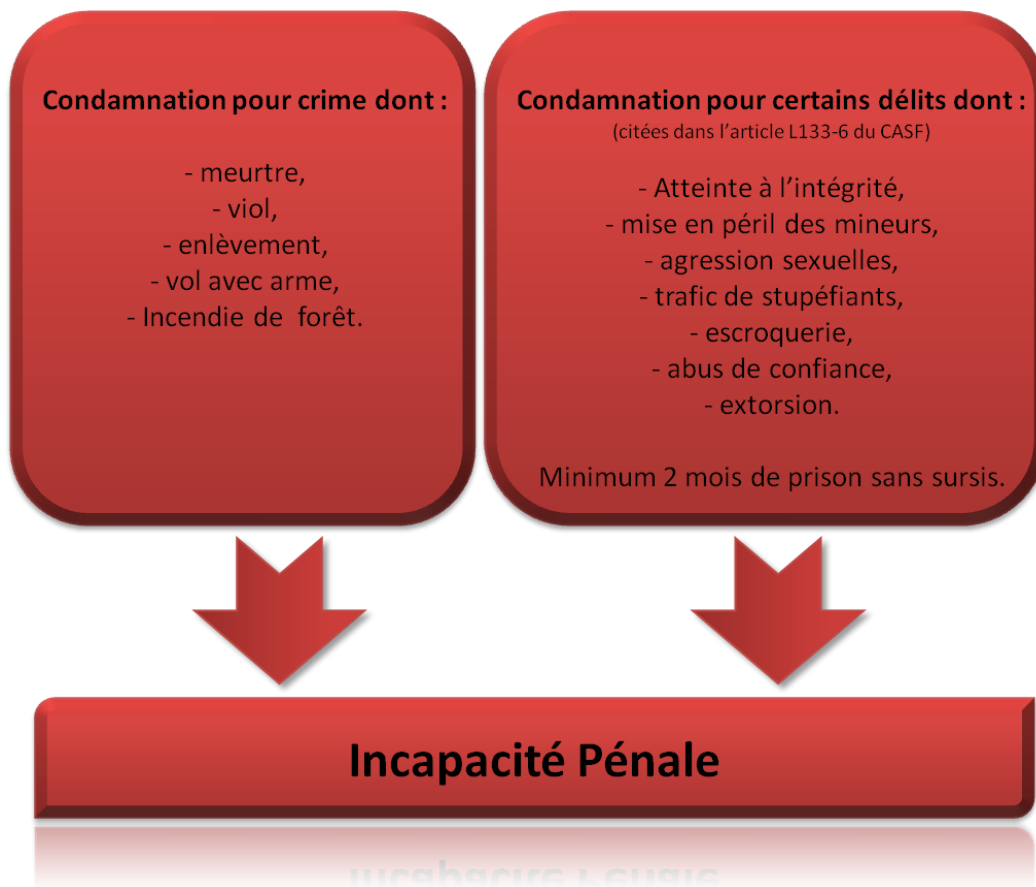 Condamnation pour crime dont :
- meurtre,
- viol,
- enlèvement,
- vol avec arme,
- Incendie de forêt.
Condamnation pour certains délits dont :
(citées dans l'article L133-6 du CASF)
- Atteinte à l'intégrité,
- mise en péril des mineurs,
- agression sexuelles,
- trafic de stupéfiants,
- escroquerie,
- abus de confiance,
- extorsion.
Minimum 2 mois de prison sans sursis.
Incapacité Pénale